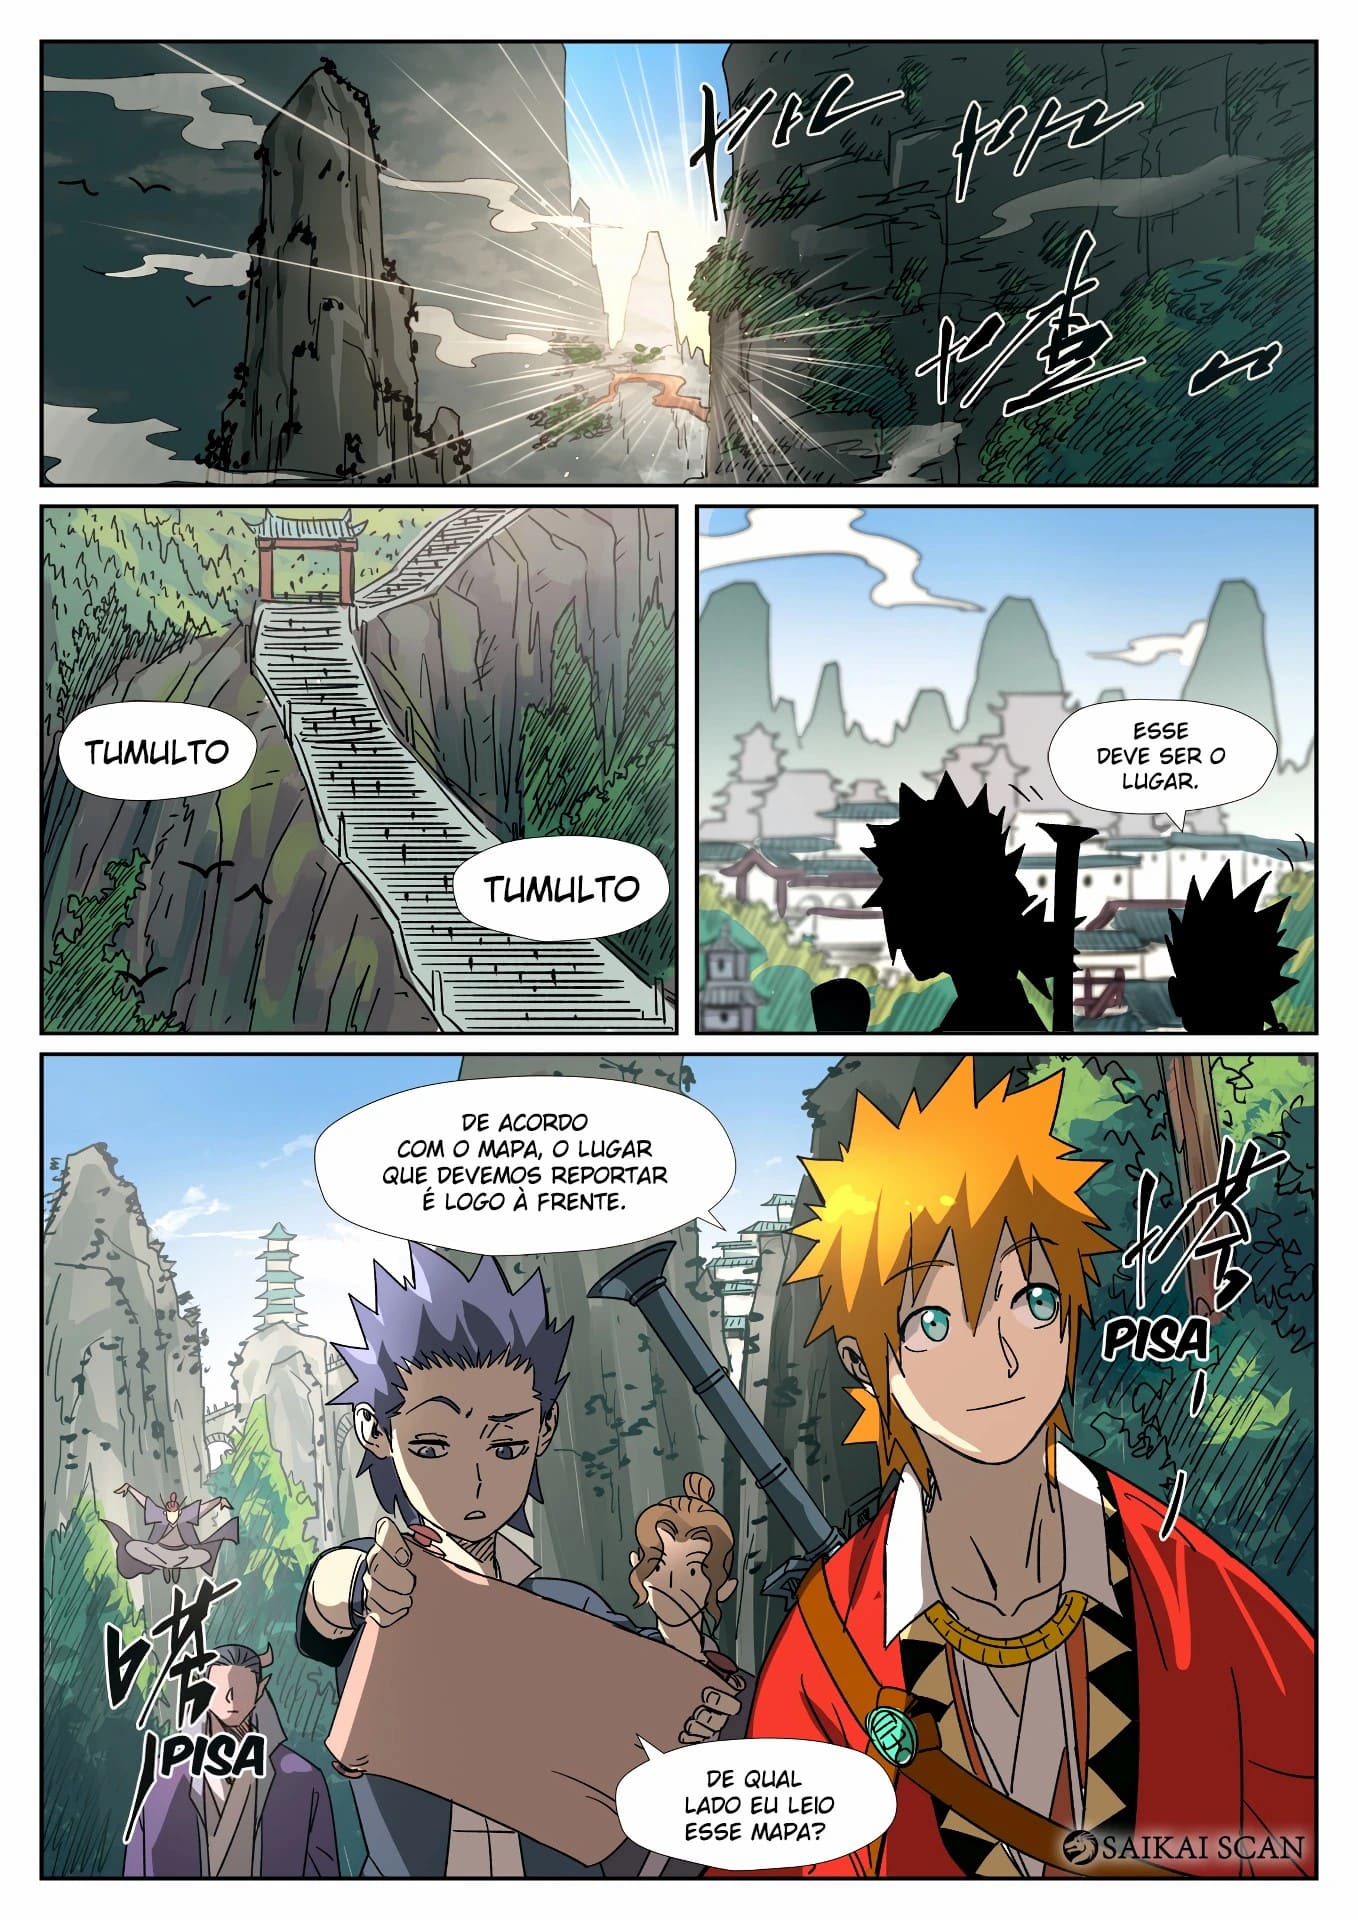 TUMULTO
TUMULTO
ESSE
DEVE SER O
LUGAR.
DE ACORDO
COM O MAPA, O LUGAR
QUE DEVEMOS REPORTAR
É LOGO À FRENTE.
PISA
PISA
DE QUAL
LADO EU LEIO
ESSE MAPA?
SAIKAI SCAN